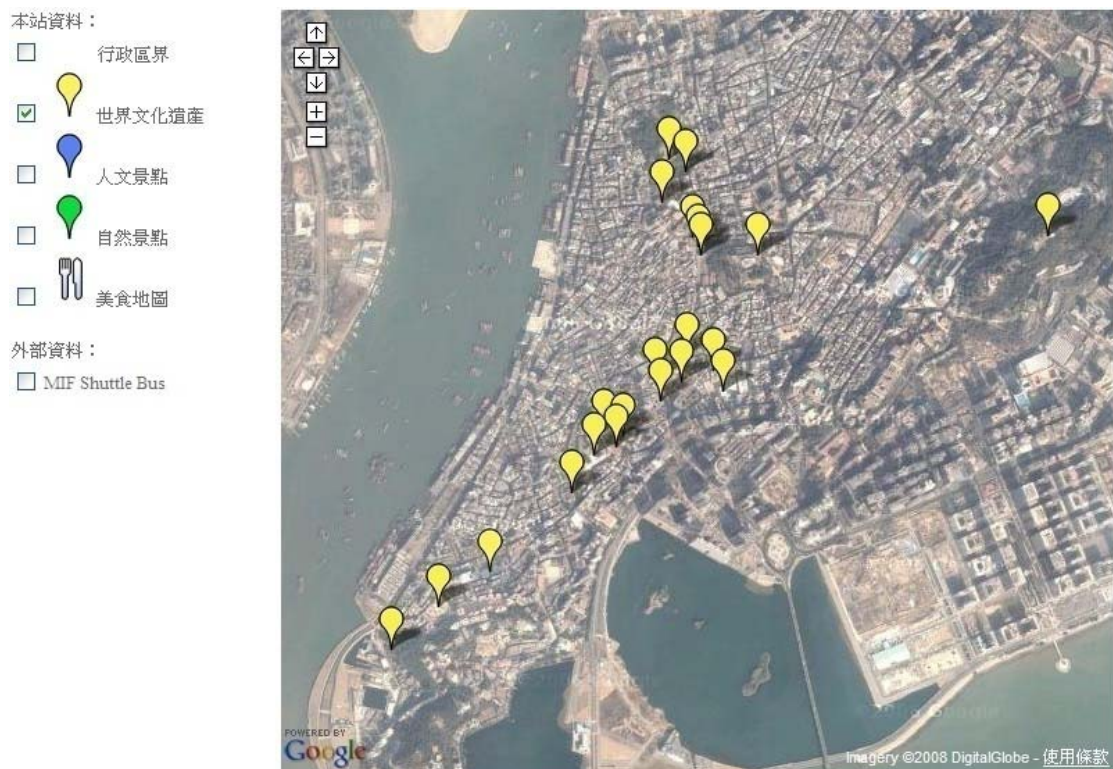 本站資料：
行政區界
世界文化遺產
人文景點
自然景點
美食地圖
外部資料：
MIF Shuttle Bus
POWERED BY
Google
Imagery ©2008 DigitalGlobe - 使用條款